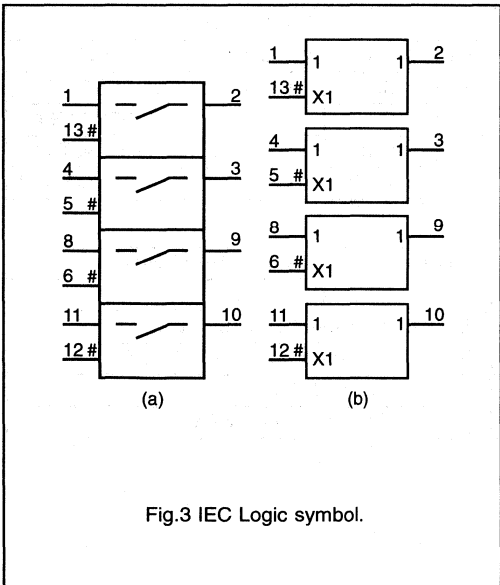 1 2
13 #
4 3
5 #
8 9
6 #
11 10
12 #
(a)
1 1 1 2
13 # X1
4 1 1 3
5 # X1
8 1 1 9
6 # X1
11 1 1 10
12 # X1
(b)
Fig.3 IEC Logic symbol.